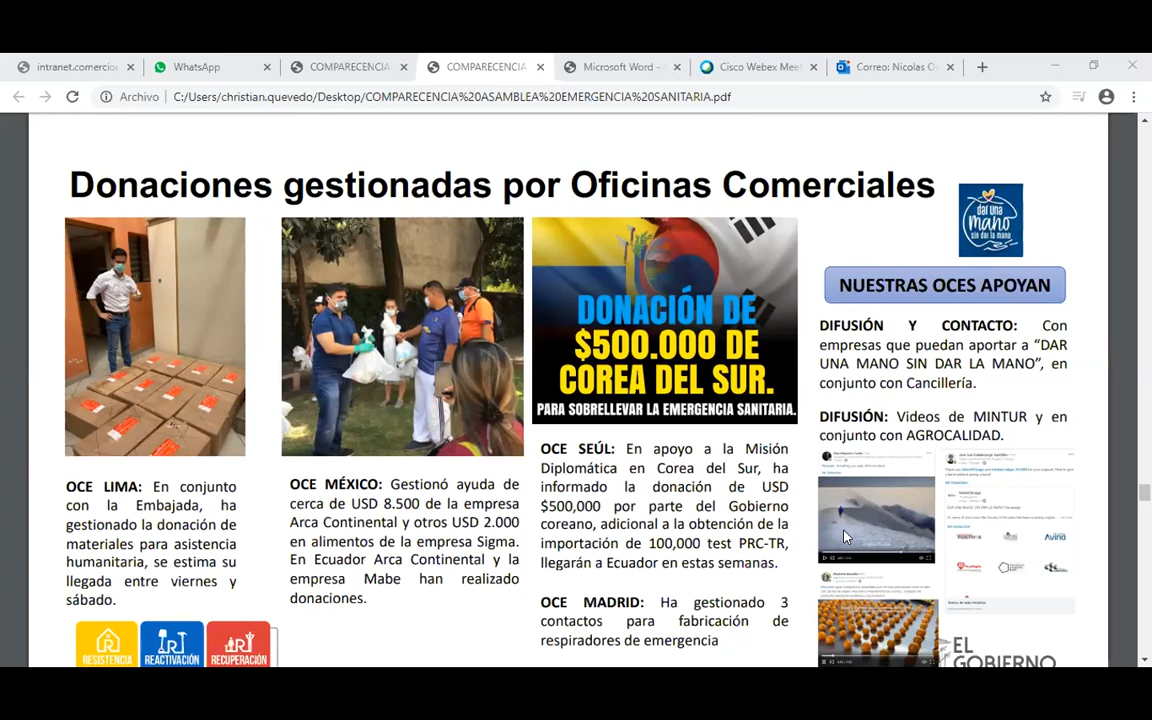 intranet.comercio
WhatsApp
COMPARECENCIA
COMPARECENCIA
Microsoft Word -
Cisco Webex Mee
Correo: Nicolas O
Archivo
C:/Users/christian.quevedo/Desktop/COMPARECENCIA%20ASAMBLEA%20EMERGENCIA%20SANITARIA.pdf
Donaciones gestionadas por Oficinas Comerciales
dar una
mano
sin dar la mano
DONACIÓN DE
$500.000 DE
COREA DEL SUR.
PARA SOBRELLEVAR LA EMERGENCIA SANITARIA.
OCE LIMA: En conjunto
con la Embajada, ha
gestionado la donación de
materiales para asistencia
humanitaria, se estima su
llegada entre viernes y
sábado.
OCE MÉXICO: Gestionó ayuda de
cerca de USD 8.500 de la empresa
Arca Continental y otros USD 2.000
en alimentos de la empresa Sigma.
En Ecuador Arca Continental y la
empresa Mabe han realizado
donaciones.
OCE SEÚL: En apoyo a la Misión
Diplomática en Corea del Sur, ha
informado la donación de USD
$500,000 por parte del Gobierno
coreano, adicional a la obtención de la
importación de 100,000 test PRC-TR,
llegarán a Ecuador en estas semanas.
OCE MADRID: Ha gestionado 3
contactos para fabricación de
respiradores de emergencia
NUESTRAS OCES APOYAN
DIFUSIÓN Y CONTACTO: Con
empresas que puedan aportar a “DAR
UNA MANO SIN DAR LA MANO”, en
conjunto con Cancillería.
DIFUSIÓN: Videos de MINTUR y en
conjunto con AGROCALIDAD.
Avina
RESISTENCIA
REACTIVACIÓN
RECUPERACIÓN
EL
GOBIERNO